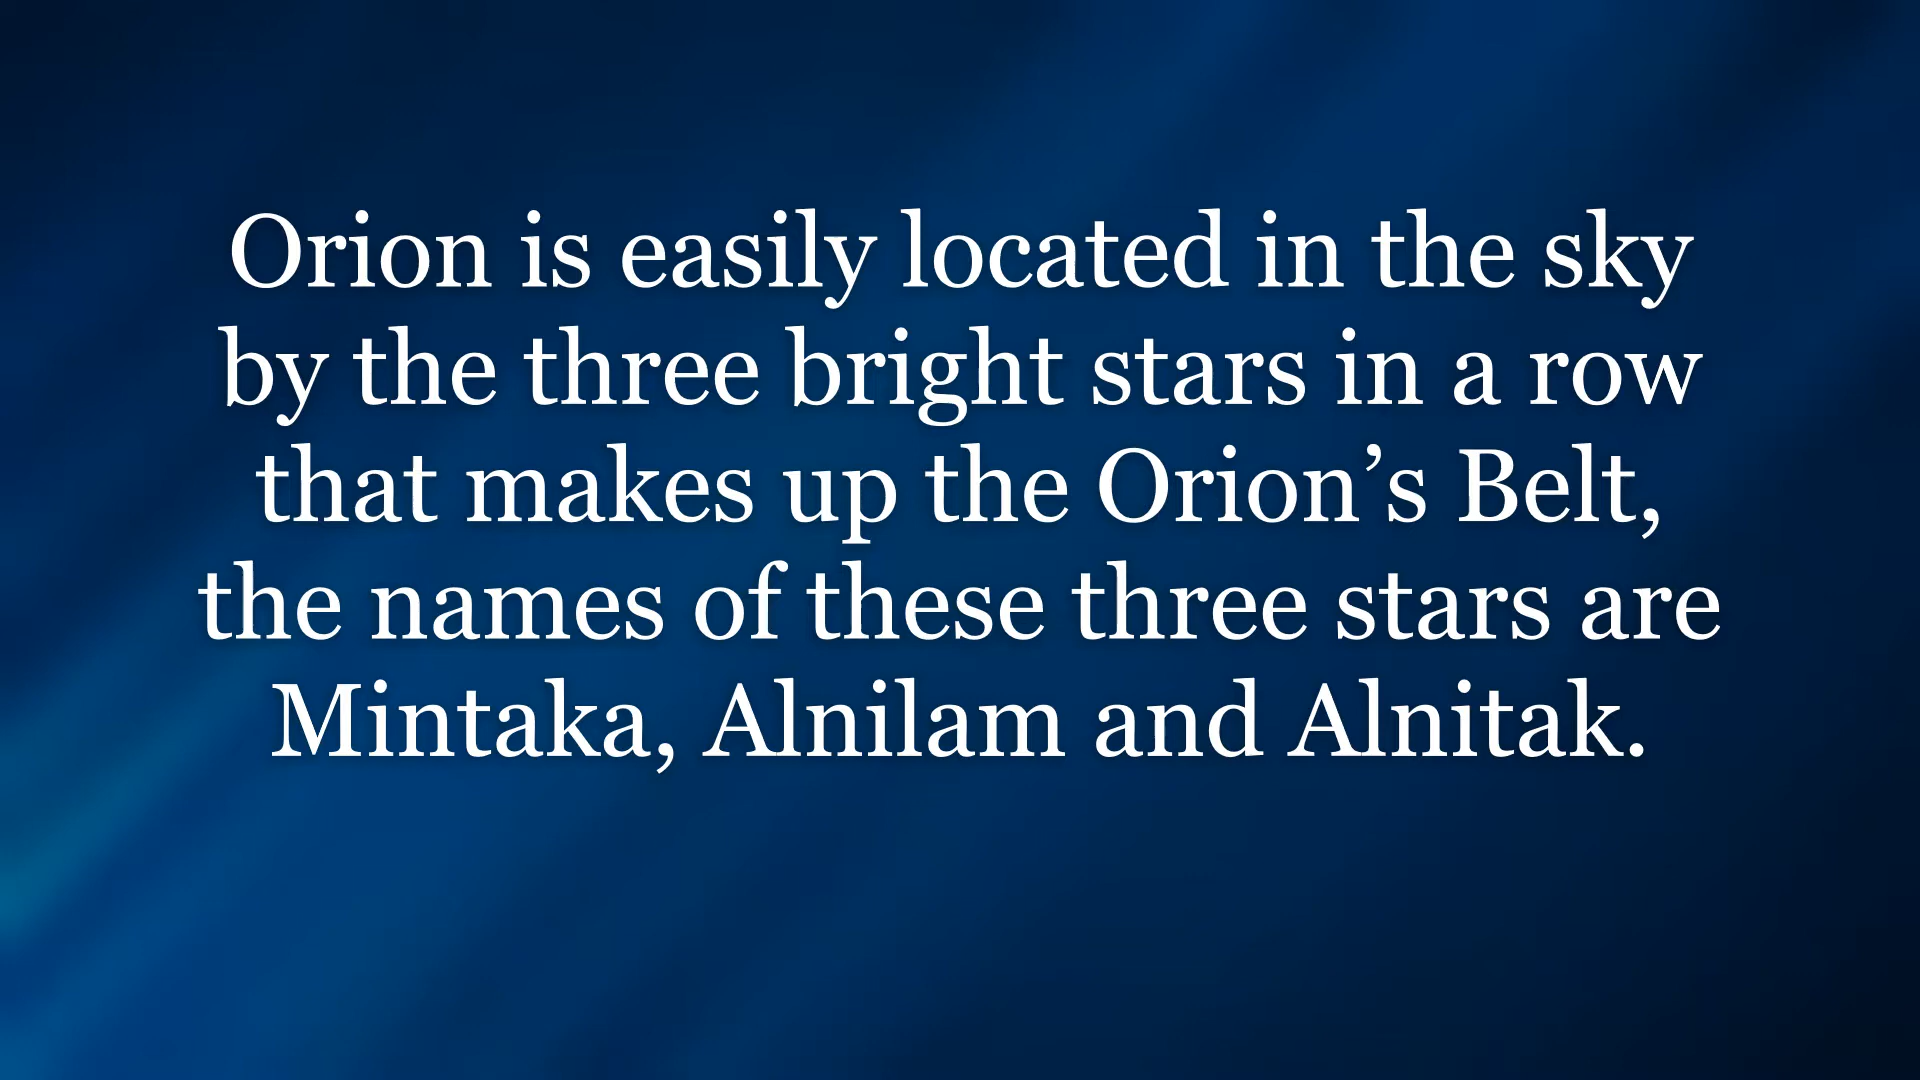 Orion is easily located in the sky
by the three bright stars in a row
that makes up the Orion’s Belt,
the names of these three stars are
Mintaka, Alnilam and Alnitak.